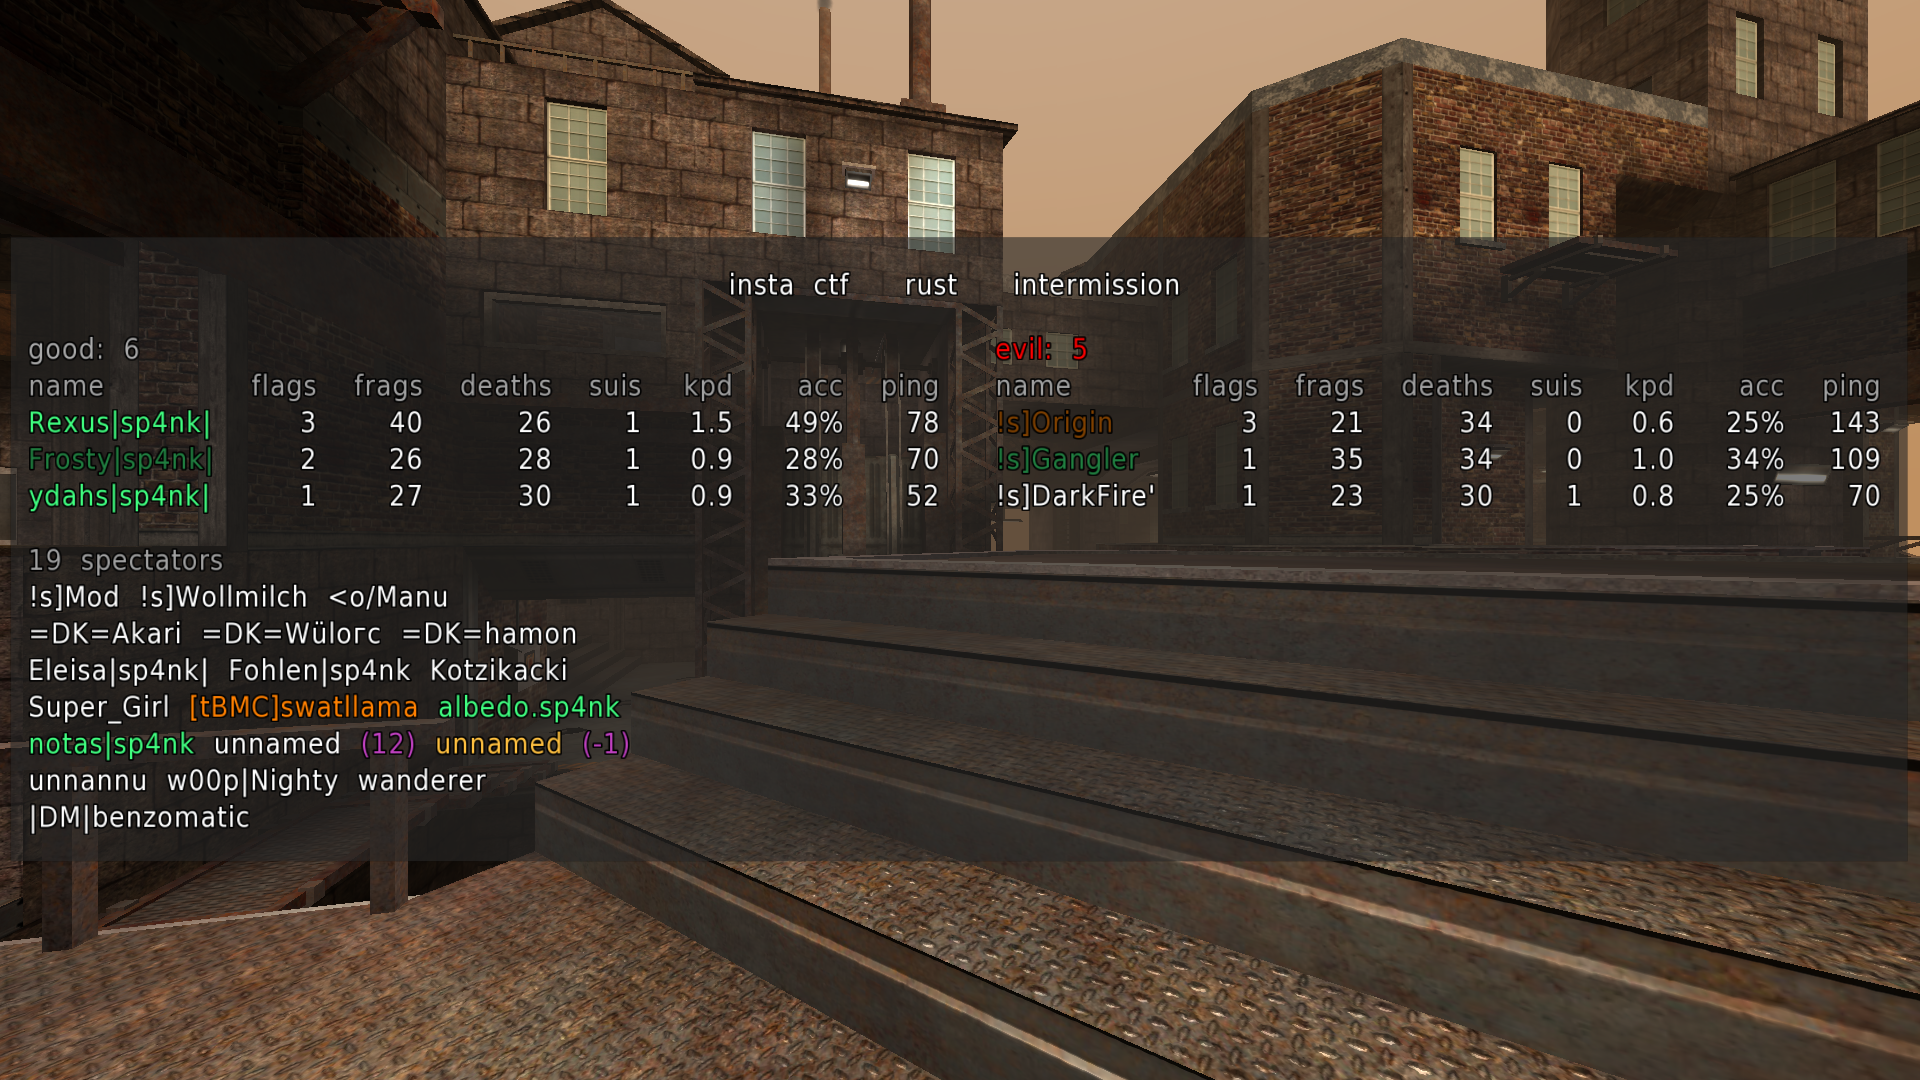 insta ctf rust intermission
good: 6
name flags frags deaths suis kpd acc ping
Rexus|sp4nk| 3 40 26 1 1.5 49% 78
Frosty|sp4nk| 2 26 28 1 0.9 28% 70
ydahs|sp4nk| 1 27 30 1 0.9 33% 52
evil: 5
name flags frags deaths suis kpd acc ping
!s]Origin 3 21 34 0 0.6 25% 143
!s]Gangler 1 35 34 0 1.0 34% 109
!s]DarkFire' 1 23 30 1 0.8 25% 70
19 spectators
!s]Mod !s]Wollmilch <o/Manu
=DK=Akari =DK=Wüloгc =DK=hamon
Eleisa|sp4nk| Fohlen|sp4nk Kotzikacki
Super_Girl [tBMC]swatllama albedo.sp4nk
notas|sp4nk unnamed (12) unnamed (-1)
unnannu w00p|Nighty wanderer
|DM|benzomatic